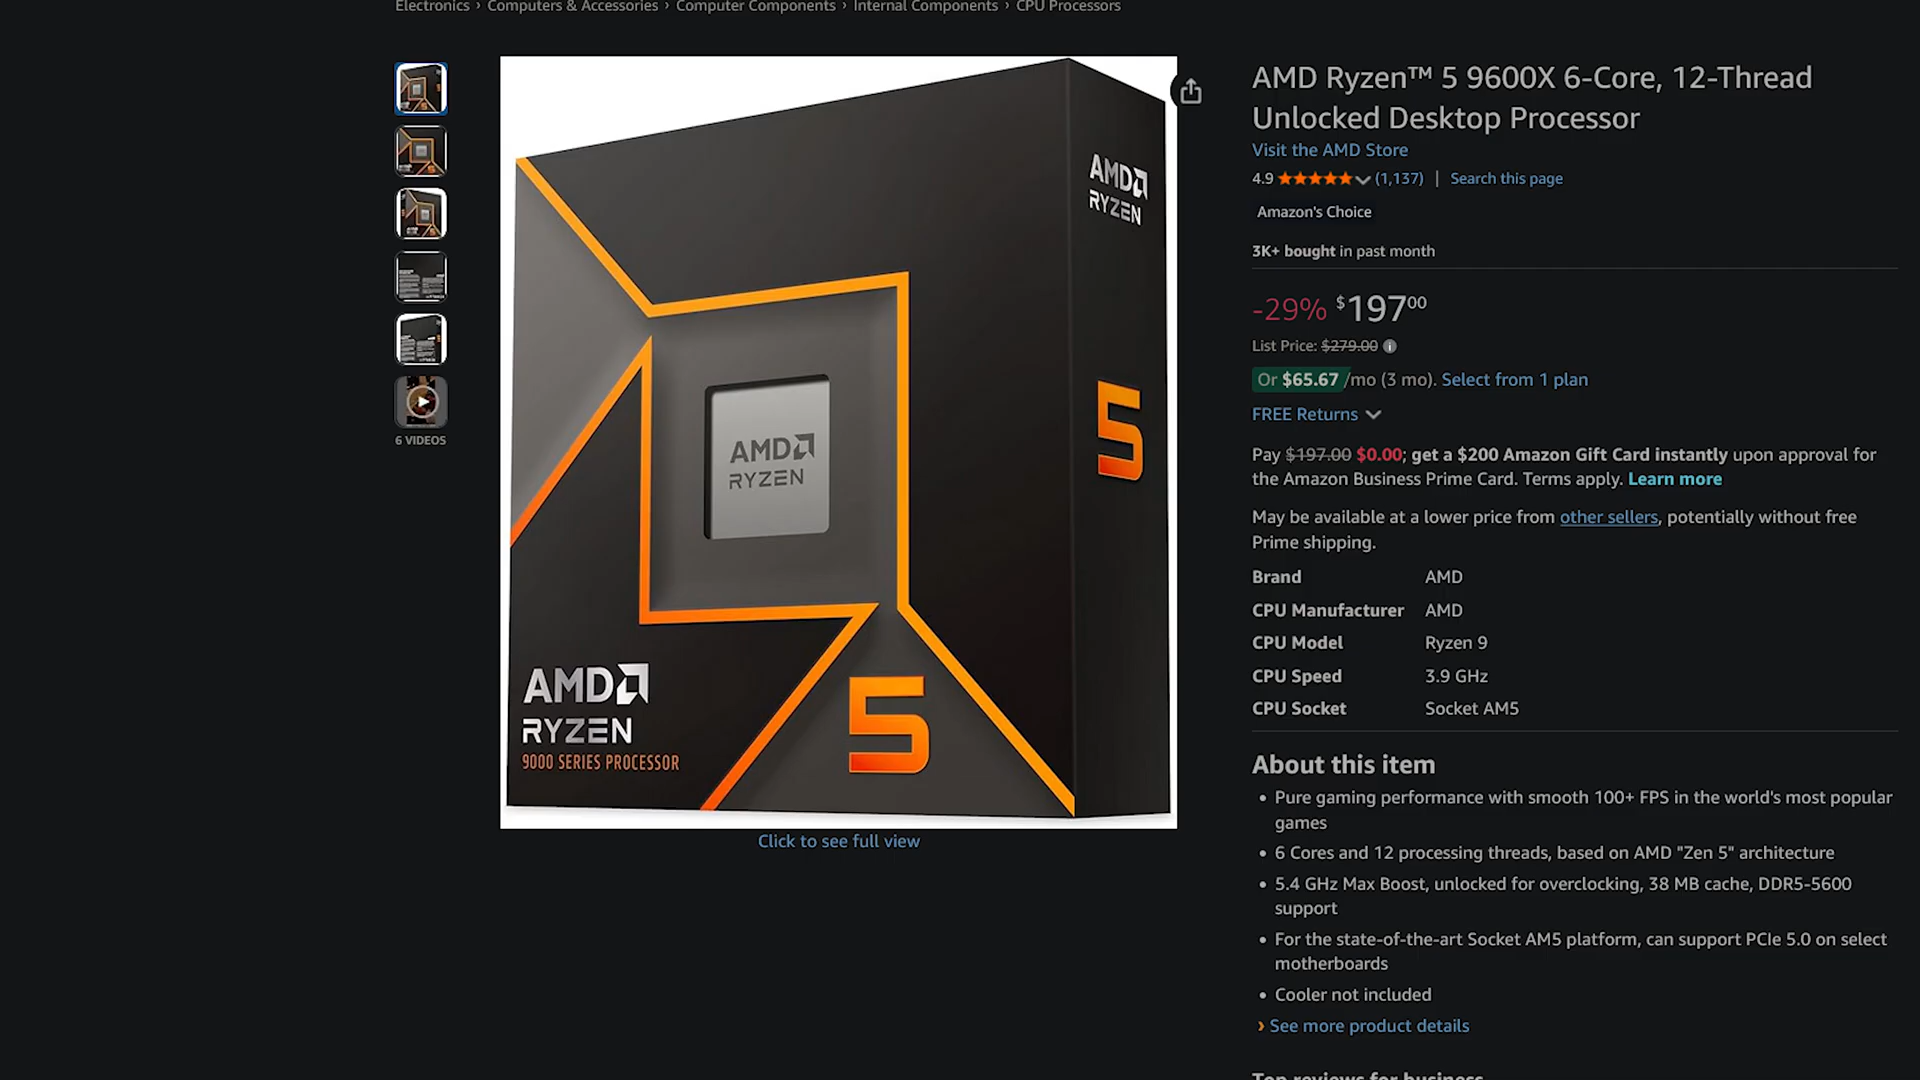 Electronics › Computers & Accessories › Computer Components › Internal Components › CPU Processors
AMD RYZEN
AMD RYZEN
5
AMD
RYZEN
9000 SERIES PROCESSOR
5
6 VIDEOS
Click to see full view
AMD Ryzen™ 5 9600X 6-Core, 12-Thread
Unlocked Desktop Processor
Visit the AMD Store
4.9 (1,137) | Search this page
Amazon's Choice
3K+ bought in past month
-29% $197.00
List Price: $279.00
Or $65.67 /mo (3 mo). Select from 1 plan
FREE Returns
Pay $197.00 $0.00; get a $200 Amazon Gift Card instantly upon approval for
the Amazon Business Prime Card. Terms apply. Learn more
May be available at a lower price from other sellers, potentially without free
Prime shipping.
Brand AMD
CPU Manufacturer AMD
CPU Model Ryzen 9
CPU Speed 3.9 GHz
CPU Socket Socket AM5
About this item
• Pure gaming performance with smooth 100+ FPS in the world's most popular
games
• 6 Cores and 12 processing threads, based on AMD "Zen 5" architecture
• 5.4 GHz Max Boost, unlocked for overclocking, 38 MB cache, DDR5-5600
support
• For the state-of-the-art Socket AM5 platform, can support PCIe 5.0 on select
motherboards
• Cooler not included
› See more product details
Top reviews for business